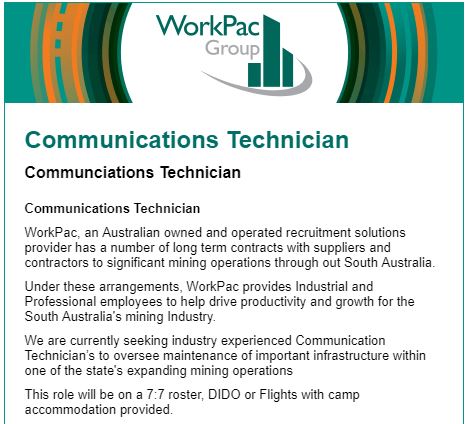 WorkPac
Group
Communications Technician
Communciations Technician
Communications Technician
WorkPac, an Australian owned and operated recruitment solutions
provider has a number of long term contracts with suppliers and
contractors to significant mining operations through out South Australia.
Under these arrangements, WorkPac provides Industrial and
Professional employees to help drive productivity and growth for the
South Australia's mining Industry.
We are currently seeking industry experienced Communication
Technician's to oversee maintenance of important infrastructure within
one of the state's expanding mining operations
This role will be on a 7:7 roster, DIDO or Flights with camp
accommodation provided.